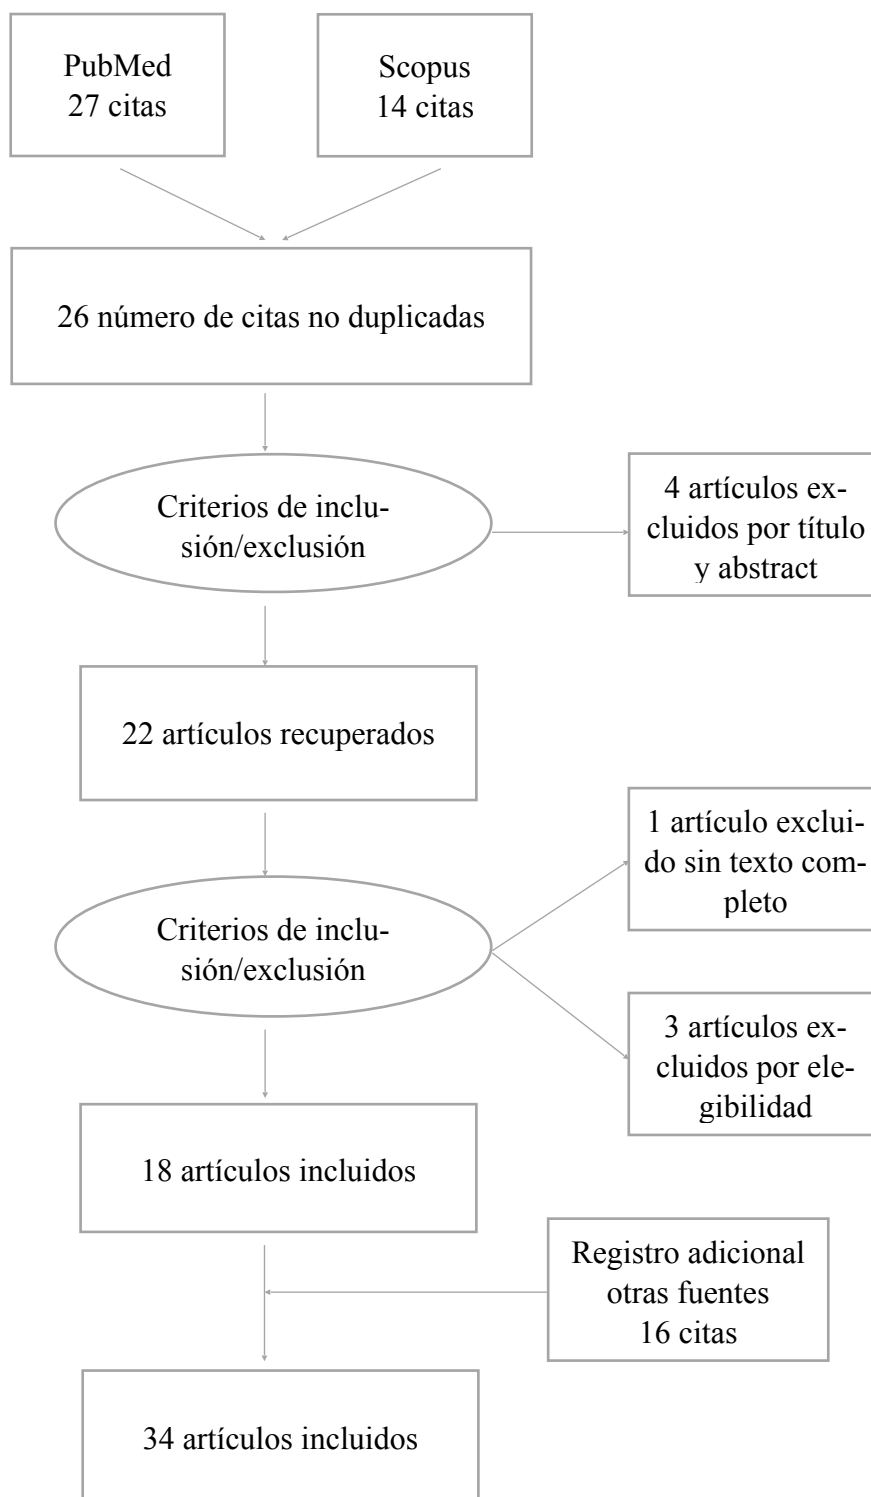 PubMed
27 citas
Scopus
14 citas
26 número de citas no duplicadas
Criterios de inclu-
sión/exclusión
4 artículos ex-
cluidos por título
y abstract
22 artículos recuperados
1 artículo exclui-
do sin texto com-
pleto
Criterios de inclu-
sión/exclusión
3 artículos ex-
cluidos por ele-
gibilidad
18 artículos incluidos
Registro adicional
otras fuentes
16 citas
34 artículos incluidos